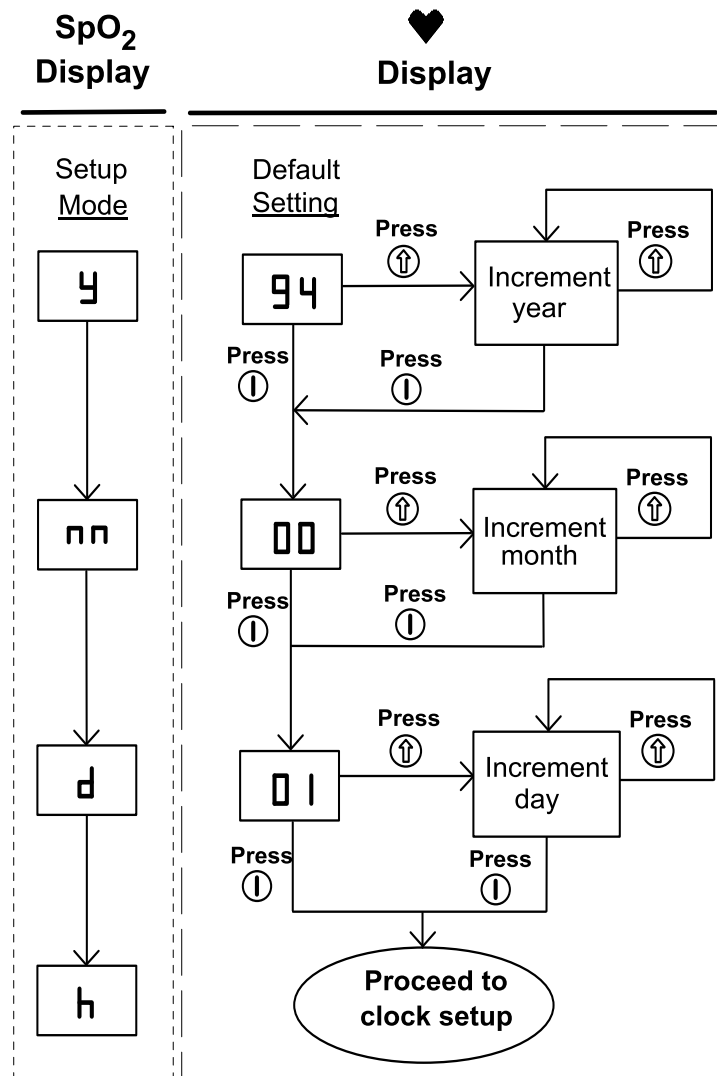 SpO2
Display
Display
Setup
Mode
Default
Setting
y
94
Press
Increment
year
Press
Press
Press
nn
00
Press
Increment
month
Press
Press
Press
d
01
Press
Increment
day
Press
Press
Press
h
Proceed to
clock setup